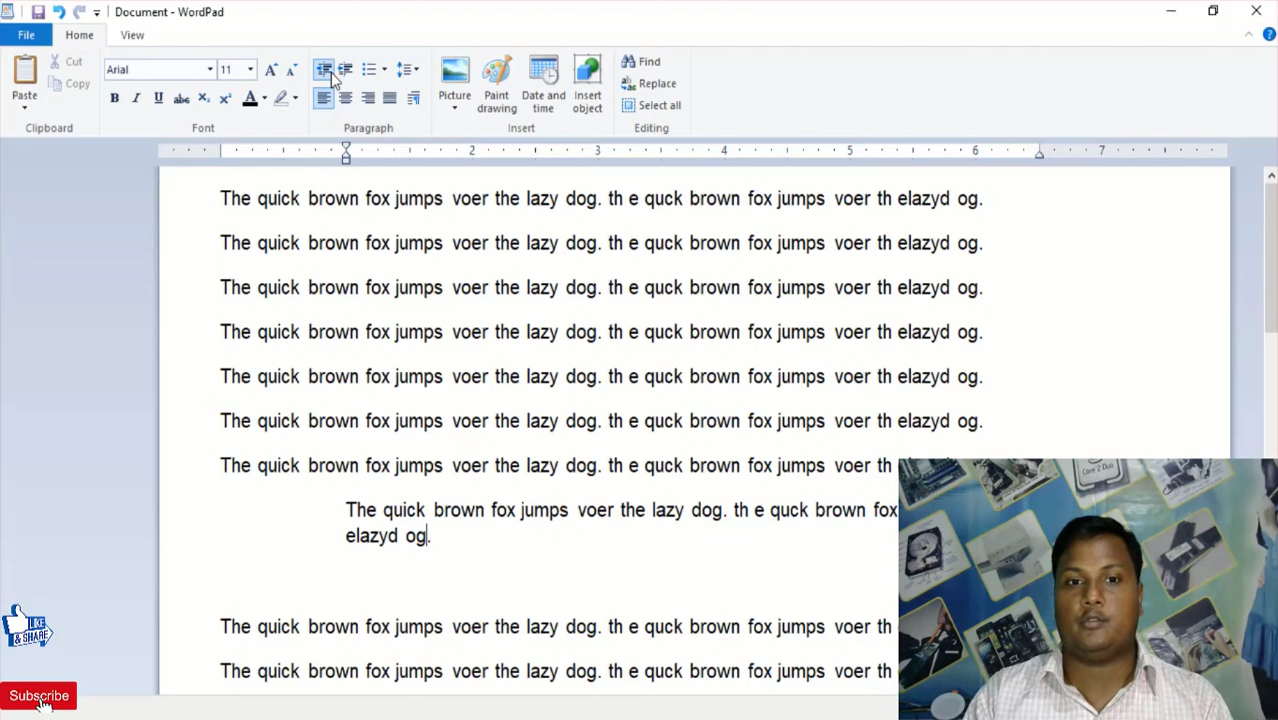 Document - WordPad
File Home View
Cut
Copy
Paste
Clipboard
Arial 11
B I U abc X₂ X² A
Font
Paragraph
Picture
Paint drawing
Date and time
Insert object
Insert
Find
Replace
Select all
Editing
2 3 4 5 6 7
The quick brown fox jumps voer the lazy dog. th e quck brown fox jumps voer th elazyd og.
The quick brown fox jumps voer the lazy dog. th e quck brown fox jumps voer th elazyd og.
The quick brown fox jumps voer the lazy dog. th e quck brown fox jumps voer th elazyd og.
The quick brown fox jumps voer the lazy dog. th e quck brown fox jumps voer th elazyd og.
The quick brown fox jumps voer the lazy dog. th e quck brown fox jumps voer th elazyd og.
The quick brown fox jumps voer the lazy dog. th e quck brown fox jumps voer th elazyd og.
The quick brown fox jumps voer the lazy dog. th e quck brown fox jumps voer th
The quick brown fox jumps voer the lazy dog. th e quck brown fox
elazyd og.
The quick brown fox jumps voer the lazy dog. th e quck brown fox jumps voer th
The quick brown fox jumps voer the lazy dog. th e quck brown fox jumps voer th
LIKE
& SHARE
Subscribe
Core 2 Duo